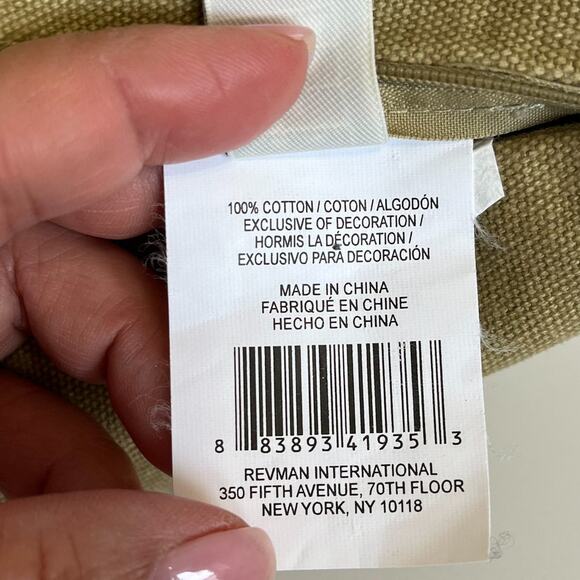 100% COTTON / COTON / ALGODÓN
EXCLUSIVE OF DECORATION /
HORMIS LA DÉCORATION /
EXCLUSIVO PARA DECORACIÓN
MADE IN CHINA
FABRIQUÉ EN CHINE
HECHO EN CHINA
8 83893 41935 3
REVMAN INTERNATIONAL
350 FIFTH AVENUE, 70TH FLOOR
NEW YORK, NY 10118